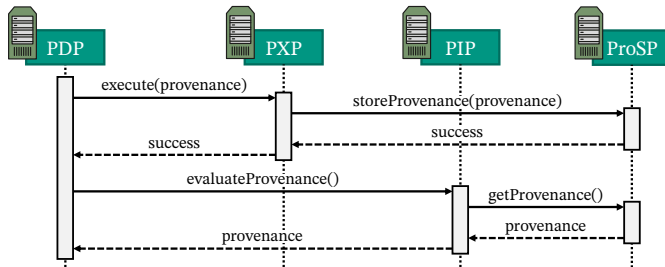 PDP
PXP
PIP
ProSP
execute(provenance)
storeProvenance(provenance)
success
success
evaluateProvenance()
getProvenance()
provenance
provenance